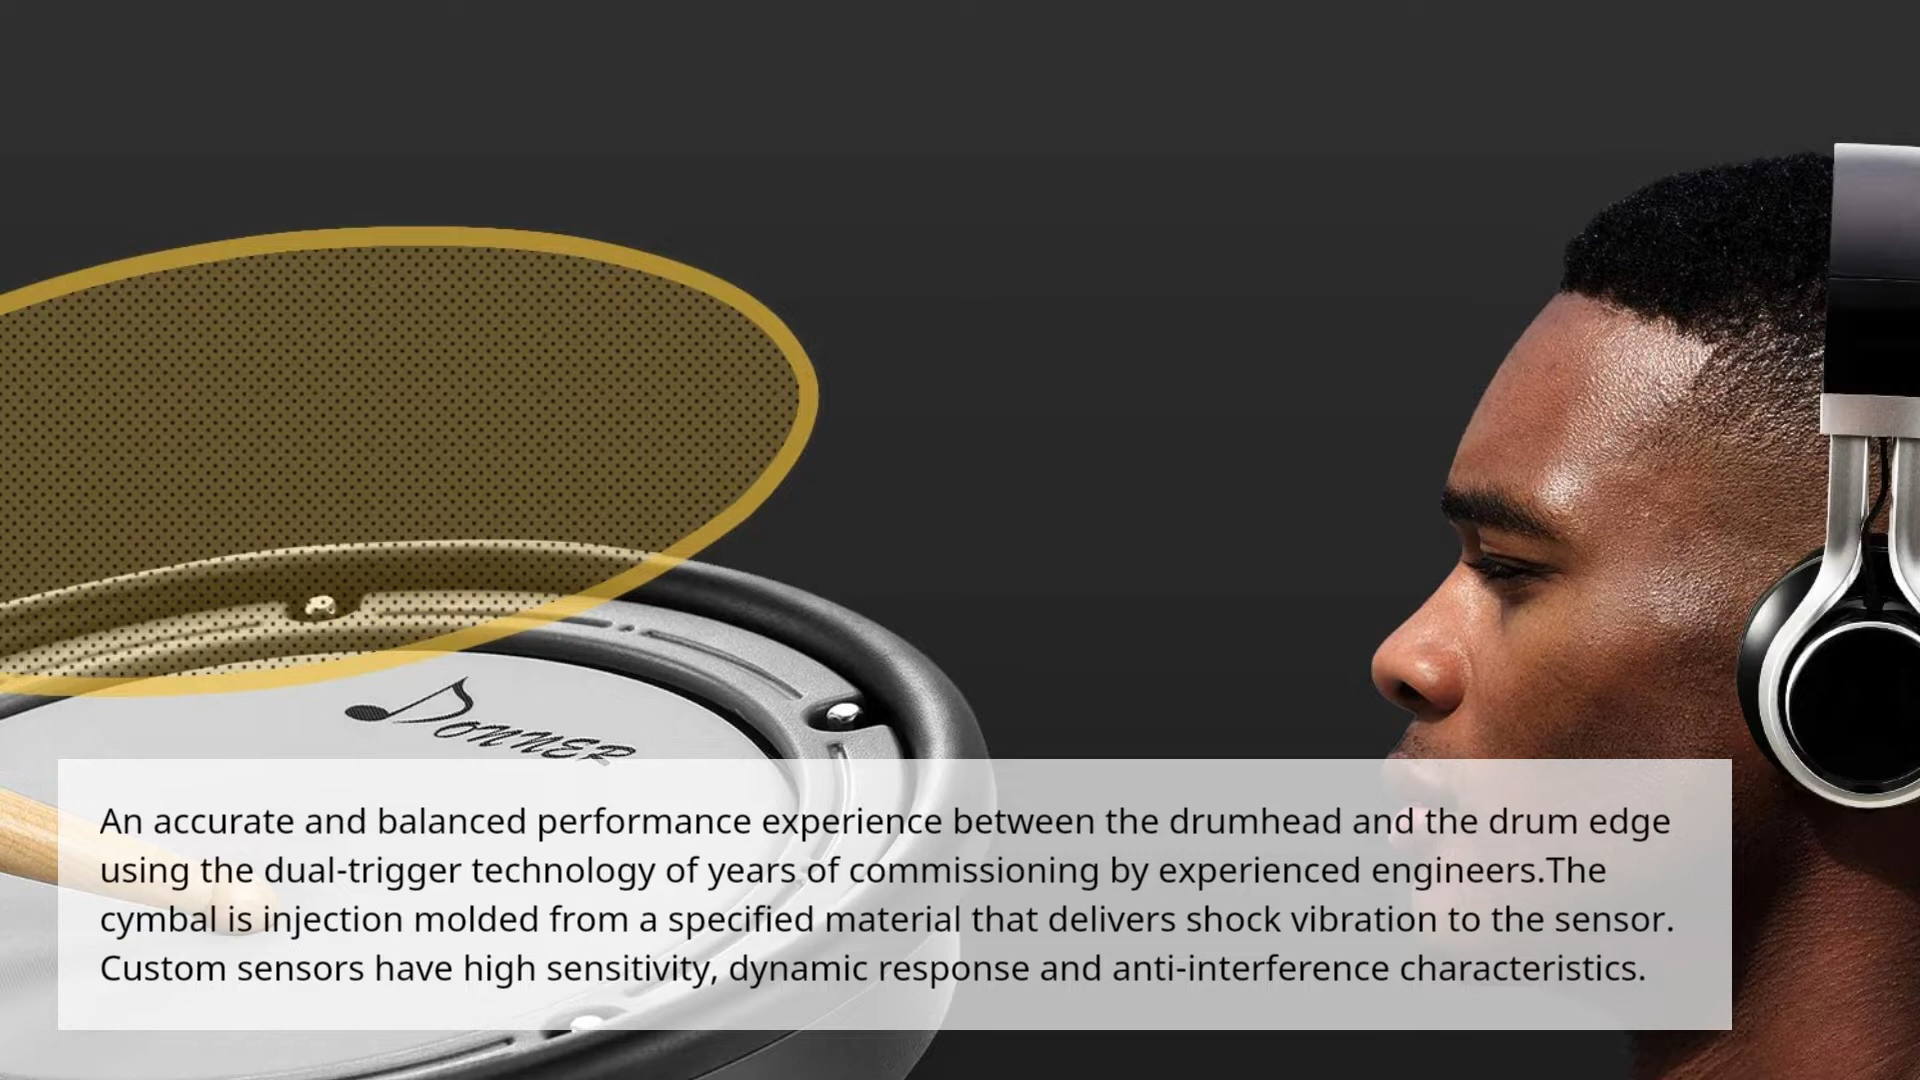 Donner
An accurate and balanced performance experience between the drumhead and the drum edge
using the dual-trigger technology of years of commissioning by experienced engineers.The
cymbal is injection molded from a specified material that delivers shock vibration to the sensor.
Custom sensors have high sensitivity, dynamic response and anti-interference characteristics.